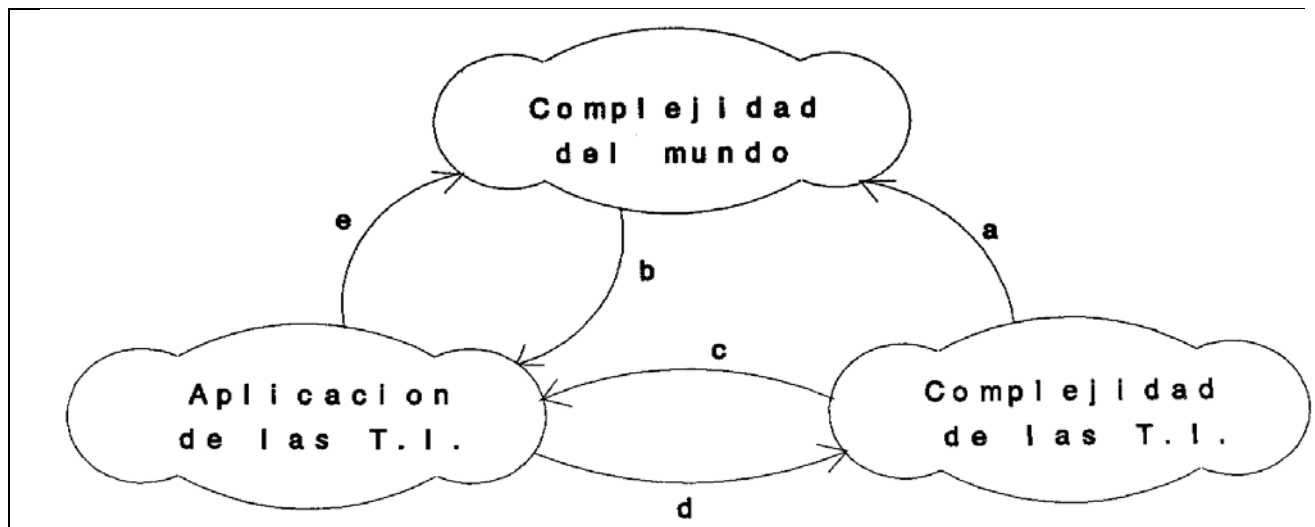 Complejidad
del mundo
e
a
b
c
Aplicacion
de las T.I.
Complejidad
de las T.I.
d